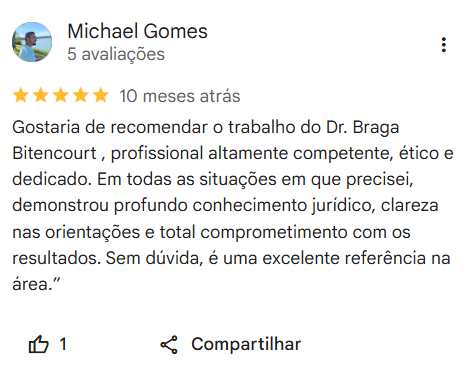 Michael Gomes
5 avaliações
10 meses atrás
Gostaria de recomendar o trabalho do Dr. Braga
Bitencourt , profissional altamente competente, ético e
dedicado. Em todas as situações em que precisei,
demonstrou profundo conhecimento jurídico, clareza
nas orientações e total comprometimento com os
resultados. Sem dúvida, é uma excelente referência na
área.”
1 Compartilhar